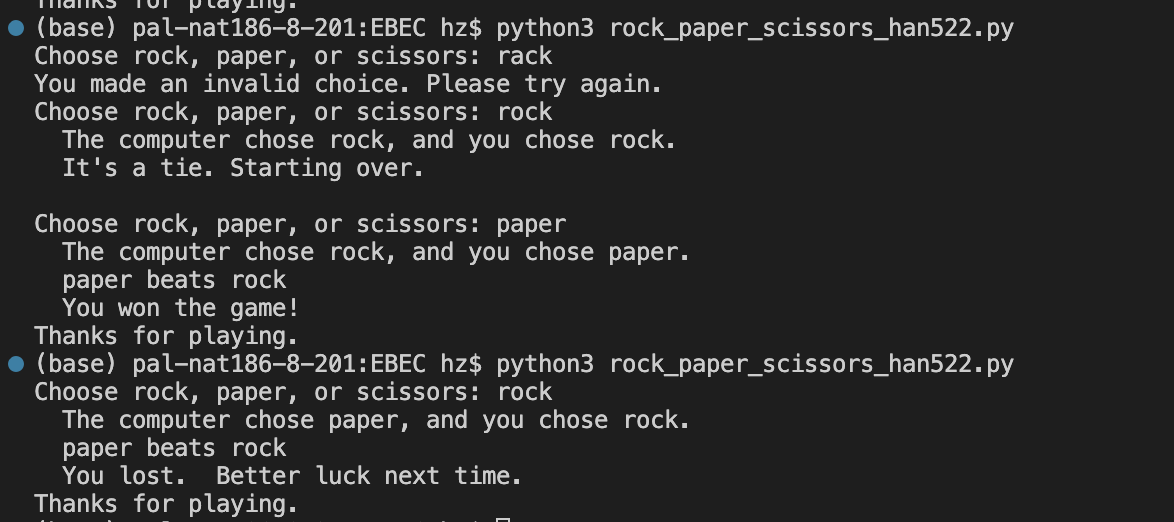 Thanks for playing.
(base) pal-nat186-8-201:EBEC hz$ python3 rock_paper_scissors_han522.py
Choose rock, paper, or scissors: rack
You made an invalid choice. Please try again.
Choose rock, paper, or scissors: rock
  The computer chose rock, and you chose rock.
  It's a tie. Starting over.

Choose rock, paper, or scissors: paper
  The computer chose rock, and you chose paper.
  paper beats rock
  You won the game!
Thanks for playing.
(base) pal-nat186-8-201:EBEC hz$ python3 rock_paper_scissors_han522.py
Choose rock, paper, or scissors: rock
  The computer chose paper, and you chose rock.
  paper beats rock
  You lost.  Better luck next time.
Thanks for playing.